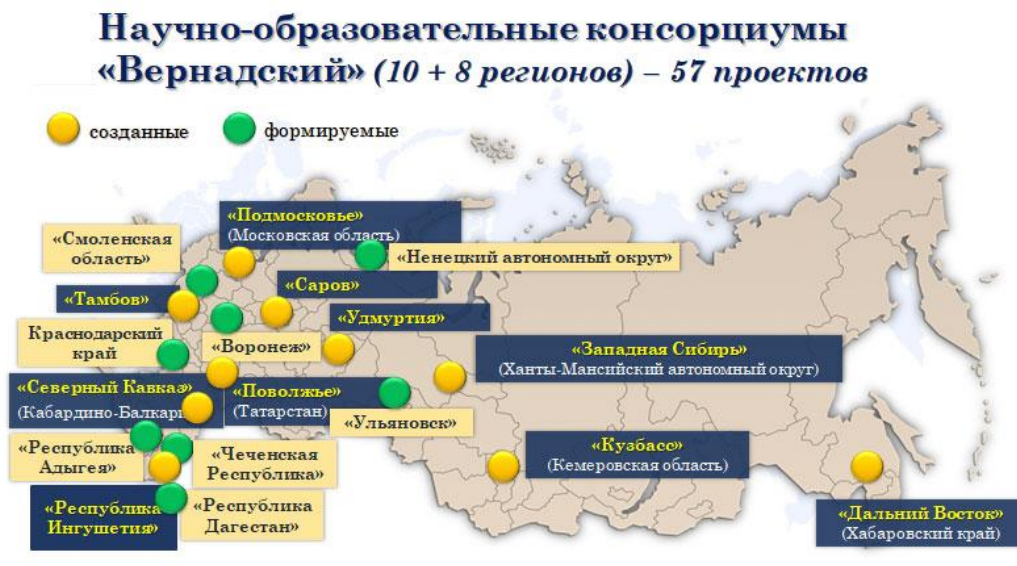 Научно-образовательные консорциумы
«Вернадский» (10 + 8 регионов) – 57 проектов
созданные
формируемые
«Подмосковье»
(Московская область)
«Смоленская
область»
«Ненецкий автономный округ»
«Саров»
«Тамбов»
«Удмуртия»
Краснодарский
край
«Воронеж»
«Западная Сибирь»
(Ханты-Мансийский автономный округ)
«Северный Кавказ»
(Кабардино-Балкари
«Поволжье»
(Татарстан)
«Ульяновск»
«Республика
Адыгея»
«Чеченская
Республика»
«Кузбасс»
(Кемеровская область)
«Республика
Ингушетия»
«Республика
Дагестан»
«Дальний Восток»
(Хабаровский край)